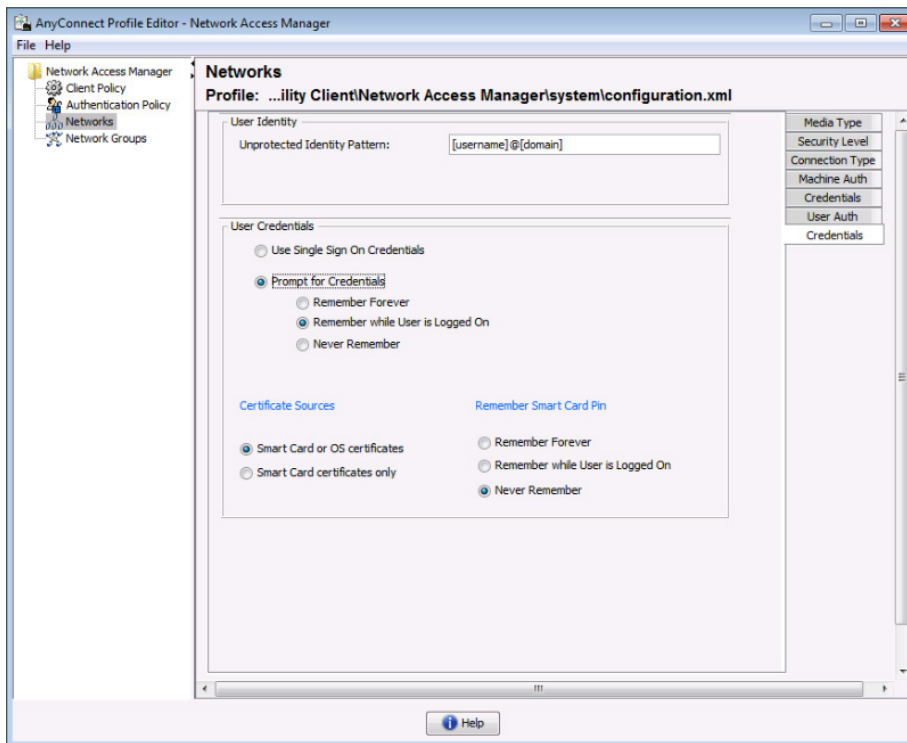 AnyConnect Profile Editor - Network Access Manager
File Help
Network Access Manager
Client Policy
Authentication Policy
Networks
Network Groups
Networks
Profile: ...ility Client\Network Access Manager\system\configuration.xml
User Identity
Unprotected Identity Pattern: [username]@[domain]
User Credentials
Use Single Sign On Credentials
Prompt for Credentials
Remember Forever
Remember while User is Logged On
Never Remember
Certificate Sources
Smart Card or OS certificates
Smart Card certificates only
Remember Smart Card Pin
Remember Forever
Remember while User is Logged On
Never Remember
Media Type
Security Level
Connection Type
Machine Auth
Credentials
User Auth
Credentials
Help